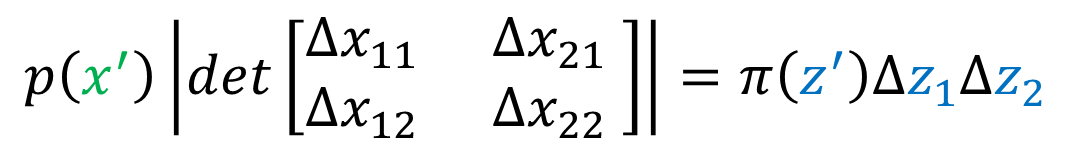 p(x′) |det [Δx₁₁ Δx₂₁
Δx₁₂ Δx₂₂]| = π(z′)Δz₁Δz₂